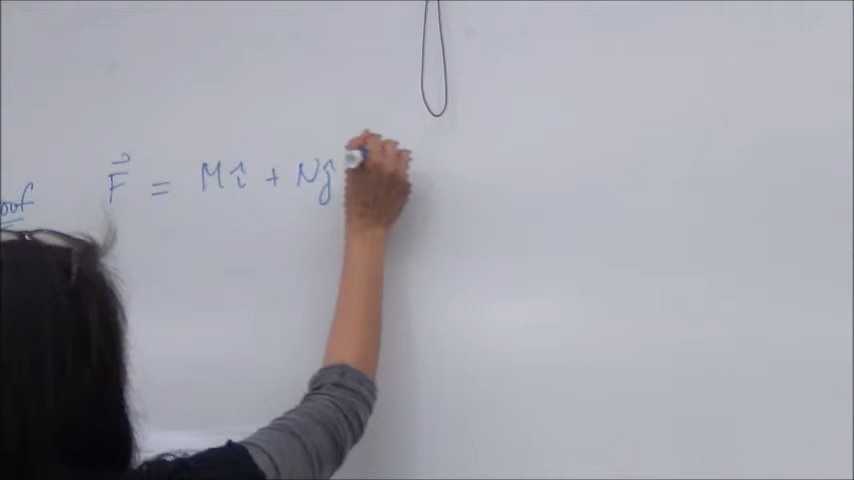 oof
F⃗ = Mî + Nĵ